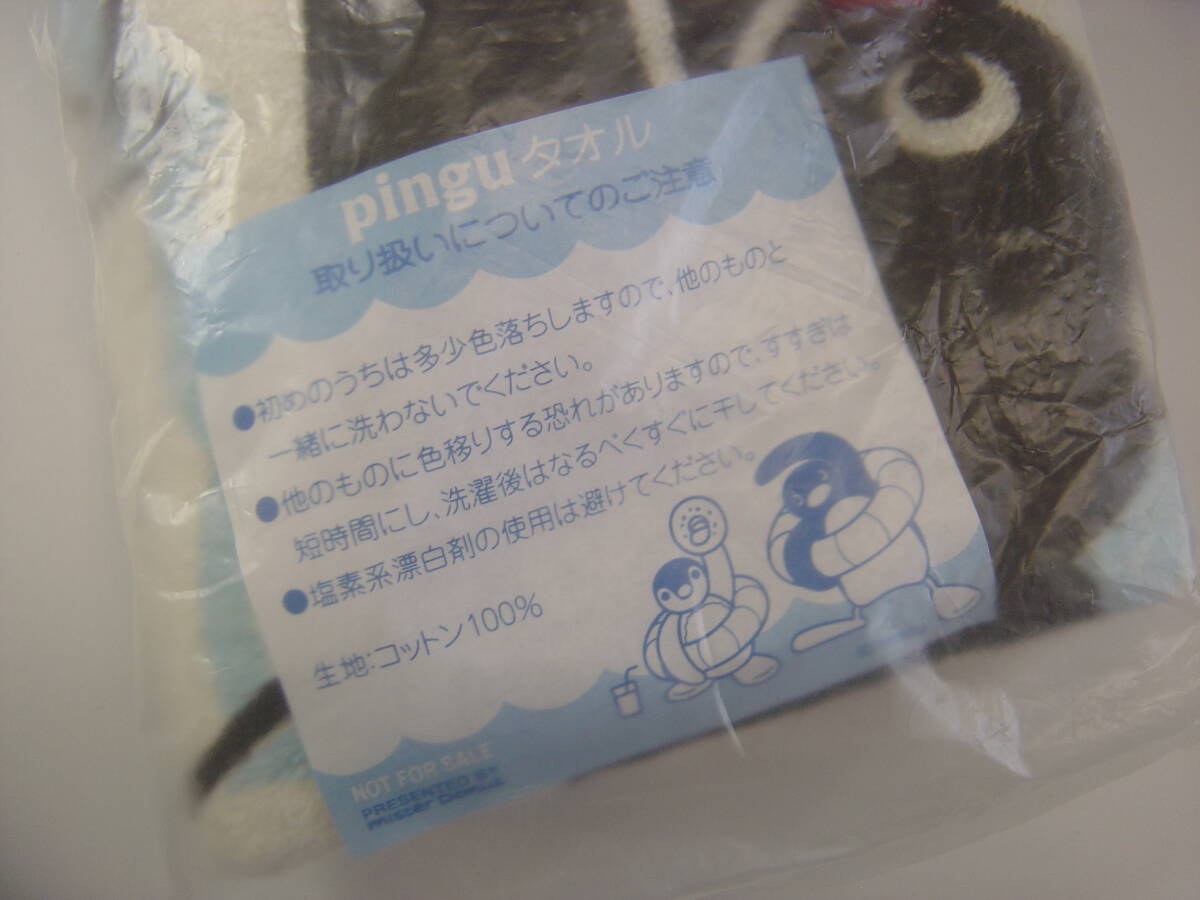 pinguタオル
取り扱いについてのご注意
●初めのうちは多少色落ちしますので、他のものと
一緒に洗わないでください。
●他のものに色移りする恐れがありますので、すすぎは
短時間にし、洗濯後はなるべくすぐに干してください。
●塩素系漂白剤の使用は避けてください。
生地:コットン100%
NOT FOR SALE
PRESENTED BY
mister Donut